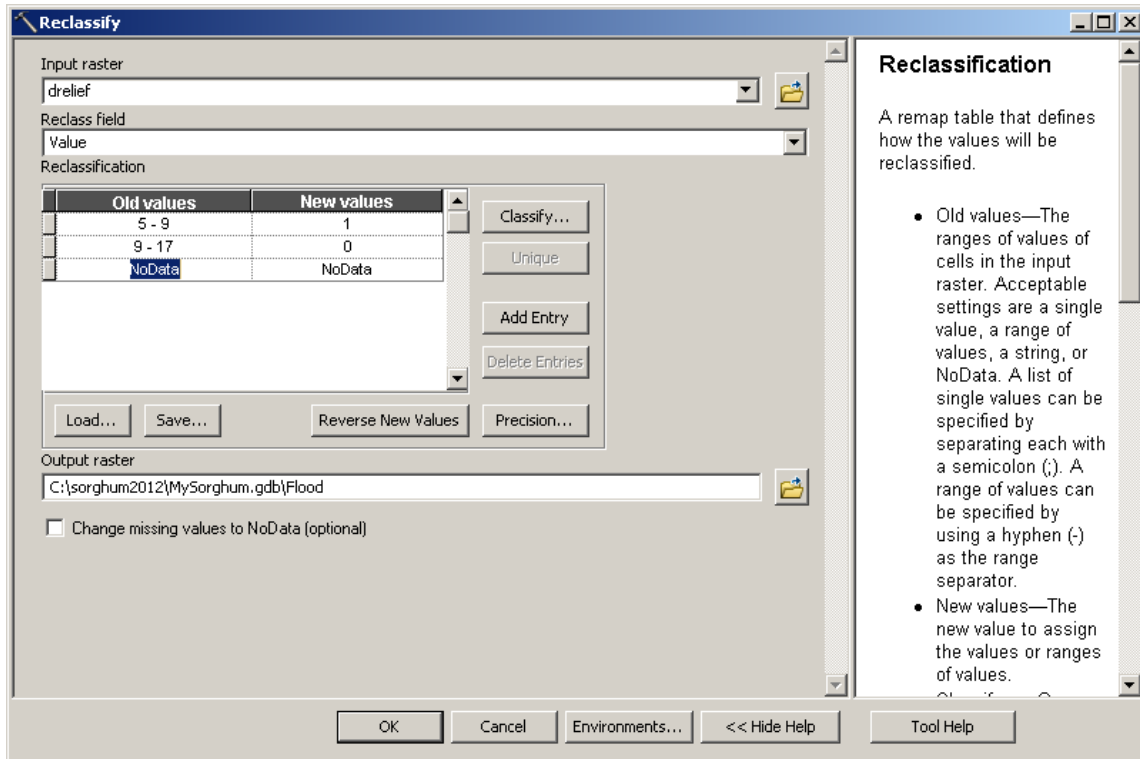 Reclassify
Input raster
drelief
Reclass field
Value
Reclassification
Old values New values
5 - 9 1
9 - 17 0
NoData NoData
Classify...
Unique
Add Entry
Delete Entries
Load... Save... Reverse New Values Precision...
Output raster
C:\sorghum2012\MySorghum.gdb\Flood
Change missing values to NoData (optional)
Reclassification
A remap table that defines
how the values will be
reclassified.
• Old values—The
ranges of values of
cells in the input
raster. Acceptable
settings are a single
value, a range of
values, a string, or
NoData. A list of
single values can be
specified by
separating each with
a semicolon (;). A
range of values can
be specified by
using a hyphen (-)
as the range
separator.
• New values—The
new value to assign
the values or ranges
of values.
OK Cancel Environments... << Hide Help Tool Help